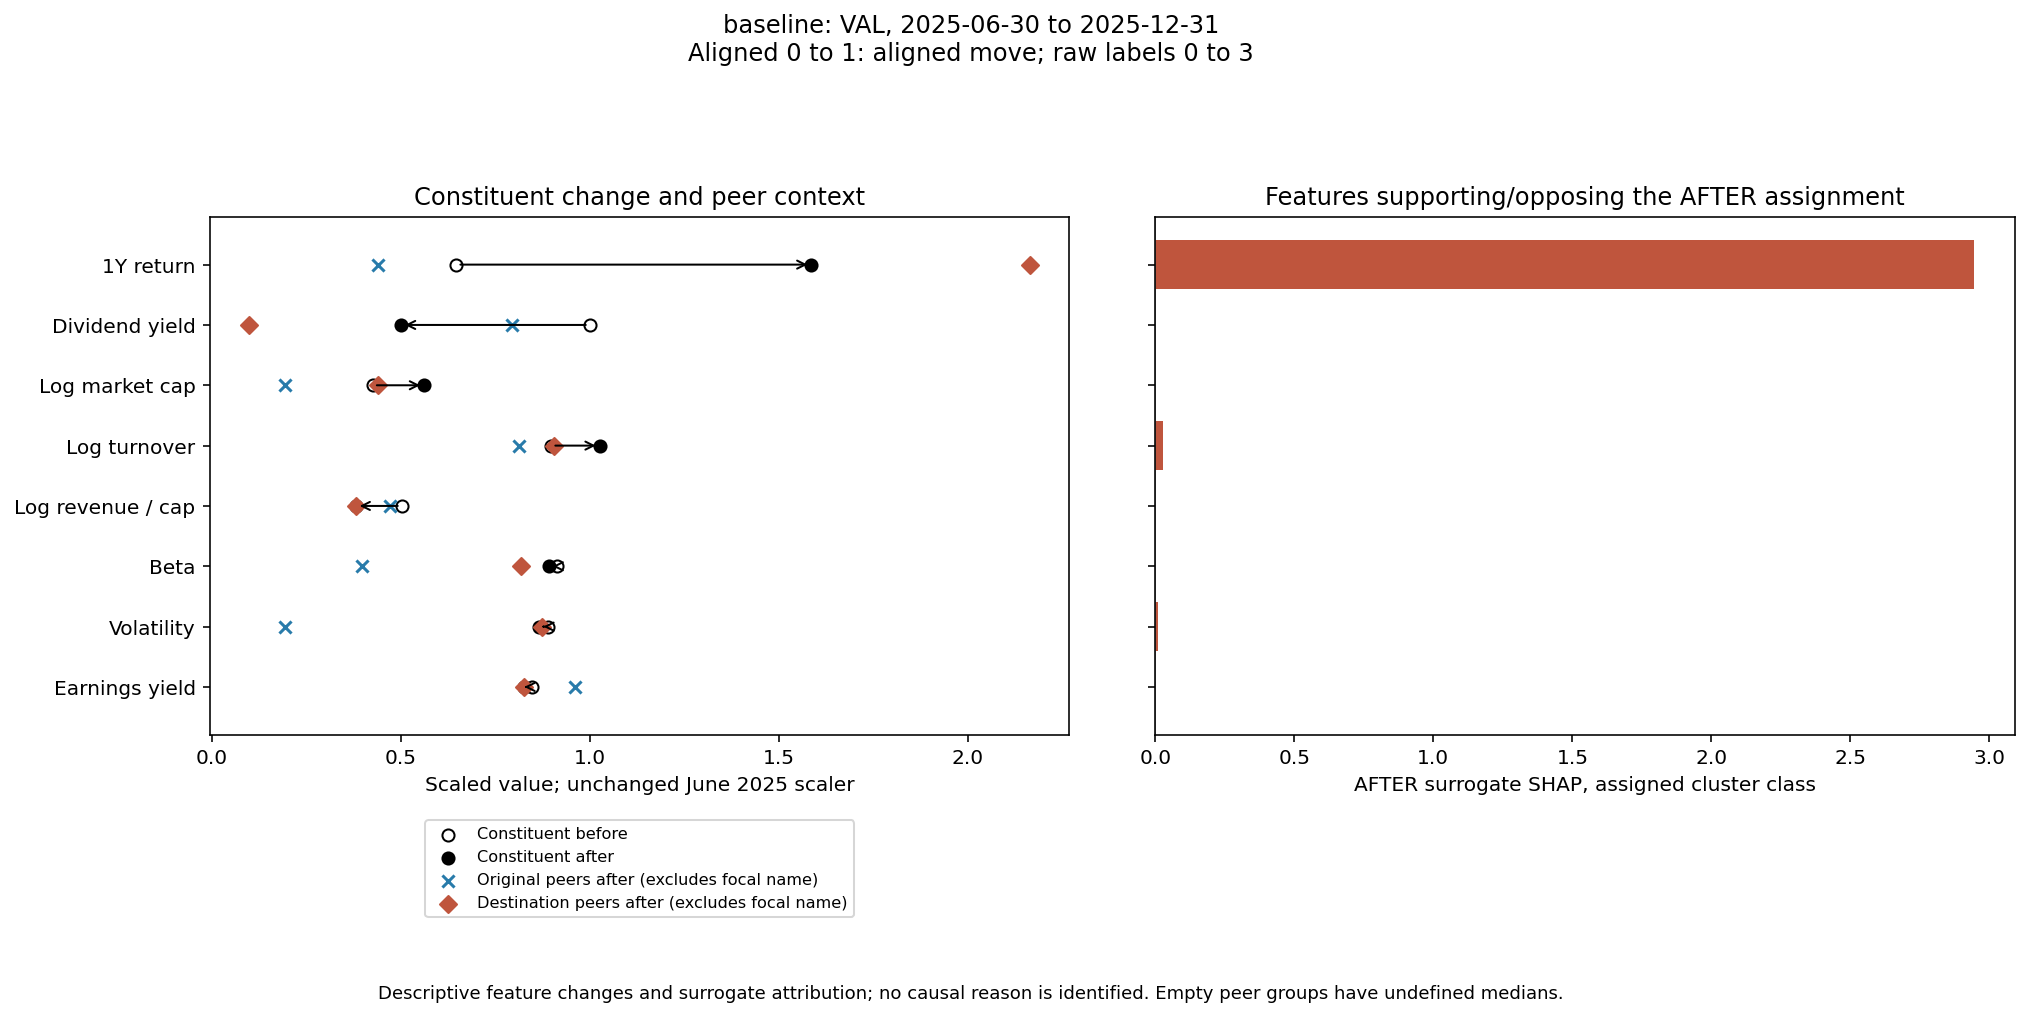 baseline: VAL, 2025-06-30 to 2025-12-31
Aligned 0 to 1: aligned move; raw labels 0 to 3
Constituent change and peer context
1Y return
Dividend yield
Log market cap
Log turnover
Log revenue / cap
Beta
Volatility
Earnings yield
0.0 0.5 1.0 1.5 2.0
Scaled value; unchanged June 2025 scaler
Constituent before
Constituent after
Original peers after (excludes focal name)
Destination peers after (excludes focal name)
Features supporting/opposing the AFTER assignment
0.0 0.5 1.0 1.5 2.0 2.5 3.0
AFTER surrogate SHAP, assigned cluster class
Descriptive feature changes and surrogate attribution; no causal reason is identified. Empty peer groups have undefined medians.